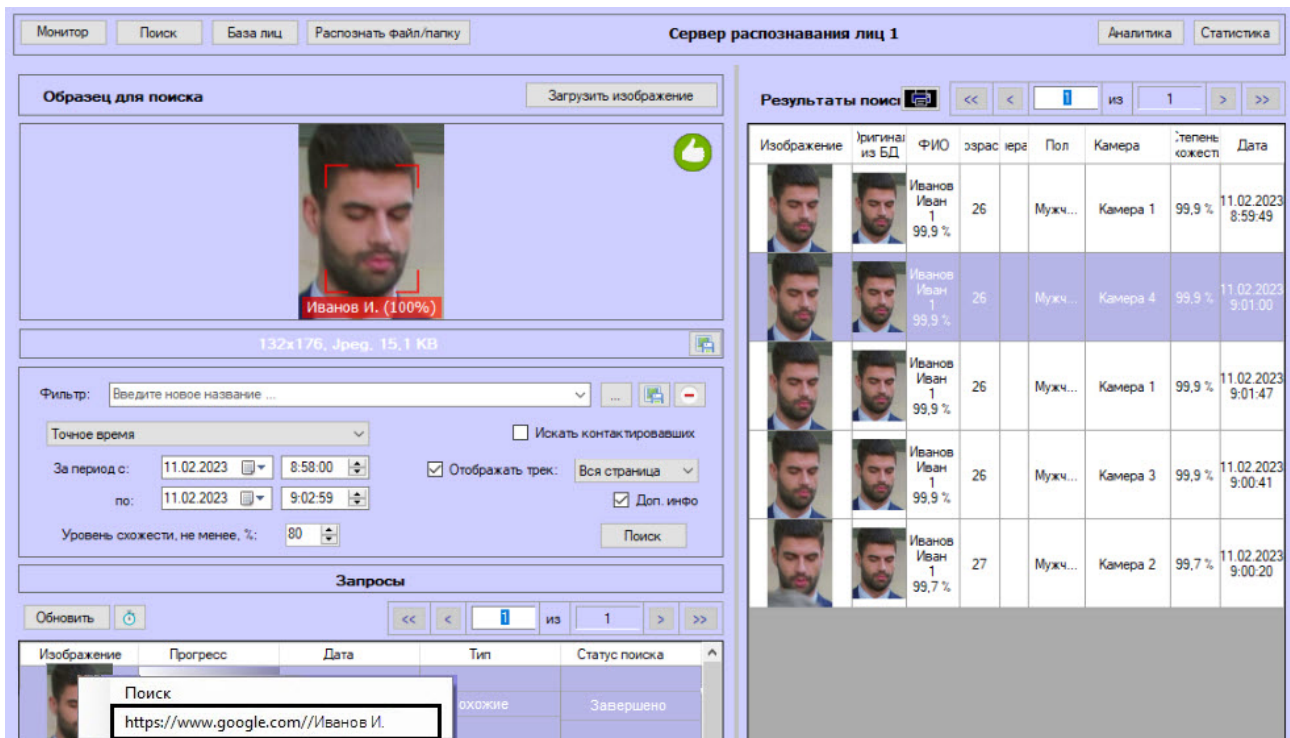 Монитор Поиск База лиц Распознать файл/папку Сервер распознавания лиц 1 Аналитика Статистика
Образец для поиска Загрузить изображение
Иванов И. (100%)
132x176, Jpeg, 15,1 KB
Фильтр: Введите новое название ... ...
Точное время Искать контактировавших
За период с: 11.02.2023 8:58:00 Отображать трек: Вся страница
по: 11.02.2023 9:02:59 Доп. инфо
Уровень схожести, не менее, %: 80 Поиск
Запросы
Обновить << < 1 из 1 > >>
Изображение Прогресс Дата Тип Статус поиска
охожие Завершено
Поиск
https://www.google.com//Иванов И.
Результаты поиск << < 1 из 1 > >>
Изображение ФИО Пол Камера Дата
из БД
Иванов
Иван
1
99,9 %
26 Мужч... Камера 1 99,9 % 11.02.2023
8:59:49
Иванов
Иван
1
99,9 %
26 Мужч... Камера 4 99,9 % 11.02.2023
9:01:00
Иванов
Иван
1
99,9 %
26 Мужч... Камера 1 99,9 % 11.02.2023
9:01:47
Иванов
Иван
1
99,9 %
26 Мужч... Камера 3 99,9 % 11.02.2023
9:00:41
Иванов
Иван
1
99,7 %
27 Мужч... Камера 2 99,7 % 11.02.2023
9:00:20